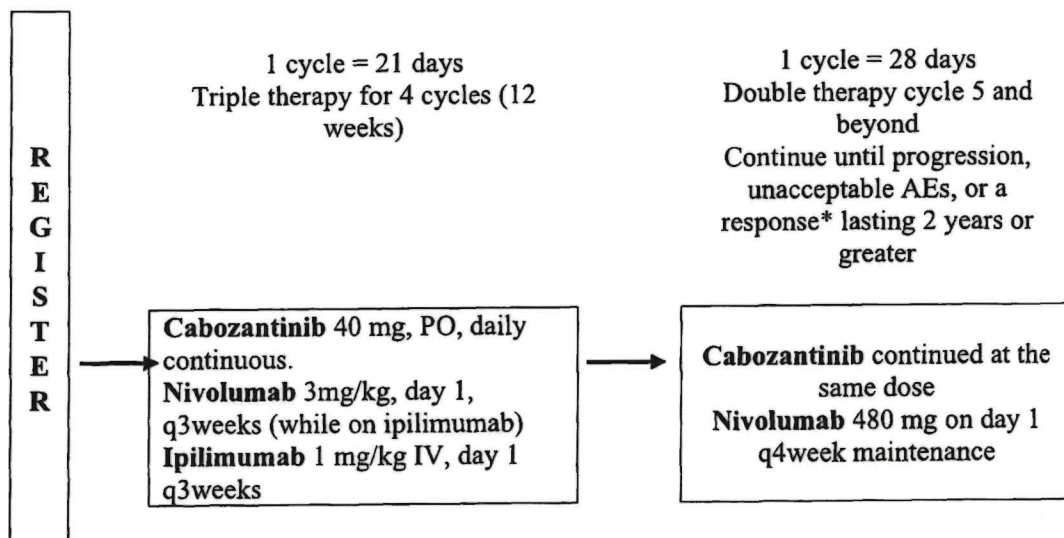 REGISTER
1 cycle = 21 days
Triple therapy for 4 cycles (12
weeks)
Cabozantinib 40 mg, PO, daily
continuous.
Nivolumab 3mg/kg, day 1,
q3weeks (while on ipilimumab)
Ipilimumab 1 mg/kg IV, day 1
q3weeks
1 cycle = 28 days
Double therapy cycle 5 and
beyond
Continue until progression,
unacceptable AEs, or a
response* lasting 2 years or
greater
Cabozantinib continued at the
same dose
Nivolumab 480 mg on day 1
q4week maintenance